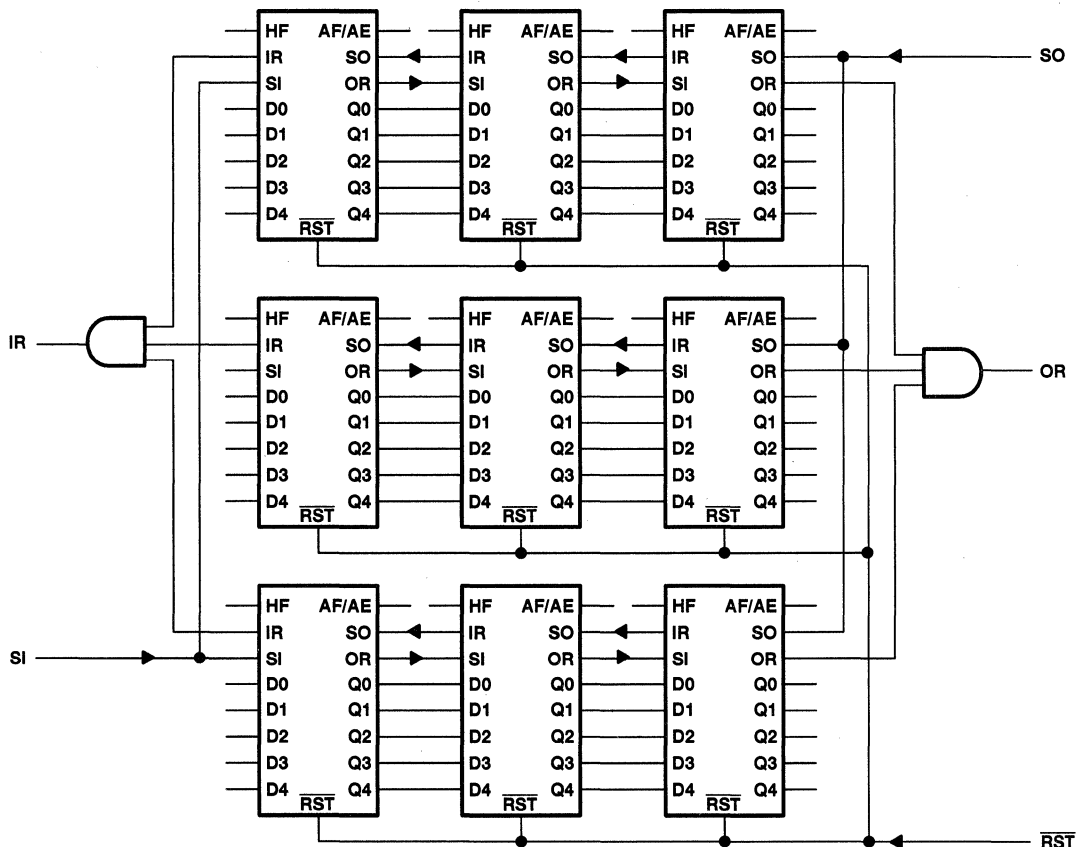 HF AF/AE HF AF/AE HF AF/AE
IR SO IR SO IR SO SO
SI OR SI OR SI OR
D0 Q0 D0 Q0 D0 Q0
D1 Q1 D1 Q1 D1 Q1
D2 Q2 D2 Q2 D2 Q2
D3 Q3 D3 Q3 D3 Q3
D4 Q4 D4 Q4 D4 Q4
RST RST RST
HF AF/AE HF AF/AE HF AF/AE
IR IR SO IR SO IR SO
SI OR SI OR SI OR OR
D0 Q0 D0 Q0 D0 Q0
D1 Q1 D1 Q1 D1 Q1
D2 Q2 D2 Q2 D2 Q2
D3 Q3 D3 Q3 D3 Q3
D4 Q4 D4 Q4 D4 Q4
RST RST RST
HF AF/AE HF AF/AE HF AF/AE
IR SO IR SO IR SO
SI SI OR SI OR SI OR
D0 Q0 D0 Q0 D0 Q0
D1 Q1 D1 Q1 D1 Q1
D2 Q2 D2 Q2 D2 Q2
D3 Q3 D3 Q3 D3 Q3
D4 Q4 D4 Q4 D4 Q4
RST RST RST
RST